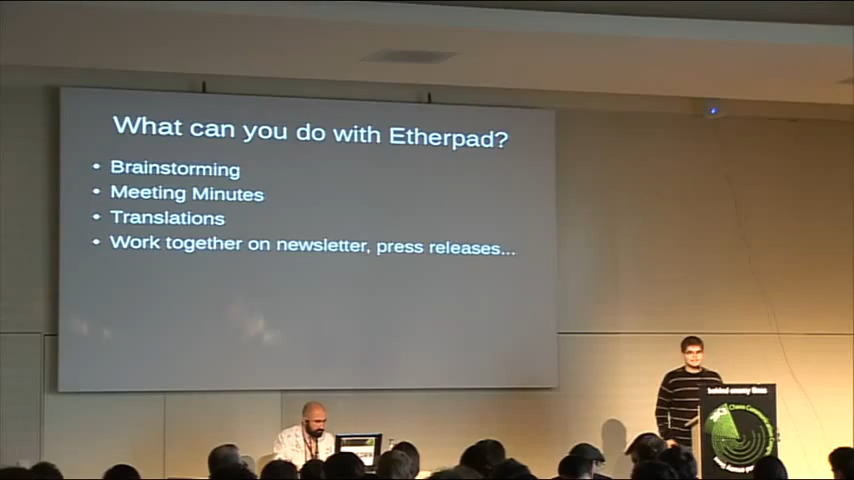 What can you do with Etherpad?
• Brainstorming
• Meeting Minutes
• Translations
• Work together on newsletter, press releases...
behind enemy lines